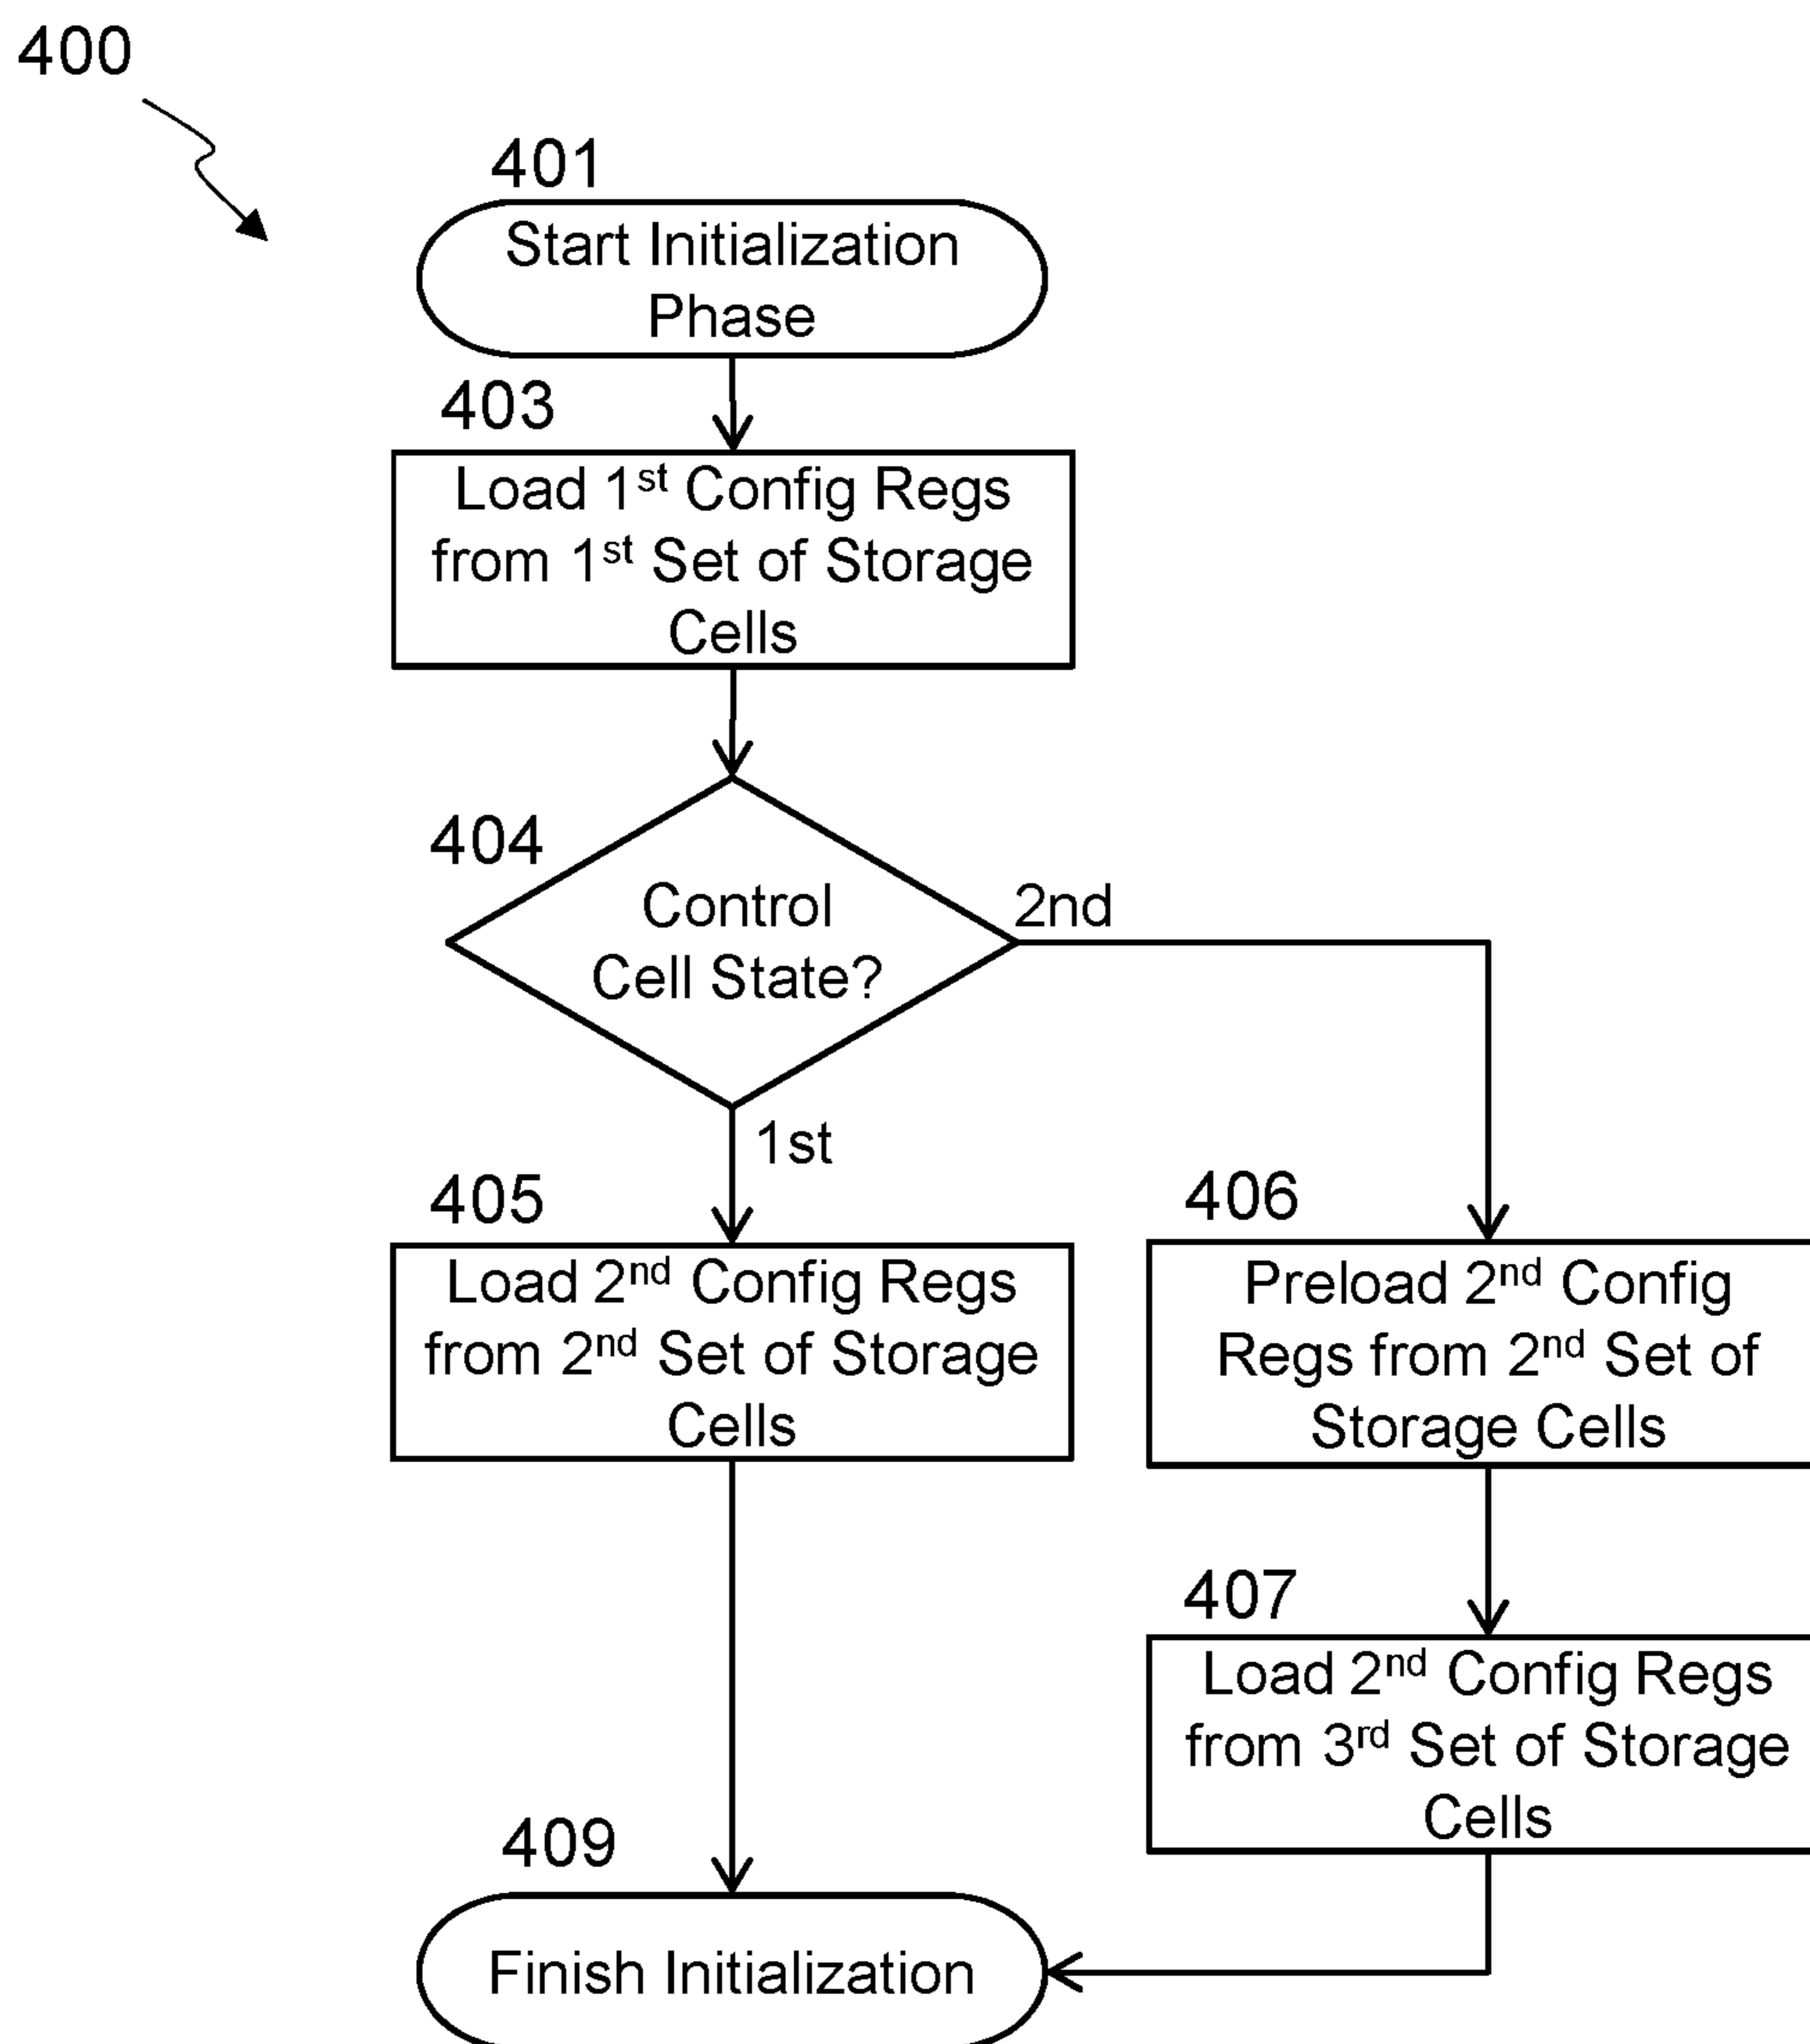 400
401
Start Initialization
Phase
403
Load 1st Config Regs
from 1st Set of Storage
Cells
404
Control
Cell State?
2nd
1st
405
Load 2nd Config Regs
from 2nd Set of Storage
Cells
406
Preload 2nd Config
Regs from 2nd Set of
Storage Cells
407
Load 2nd Config Regs
from 3rd Set of Storage
Cells
409
Finish Initialization